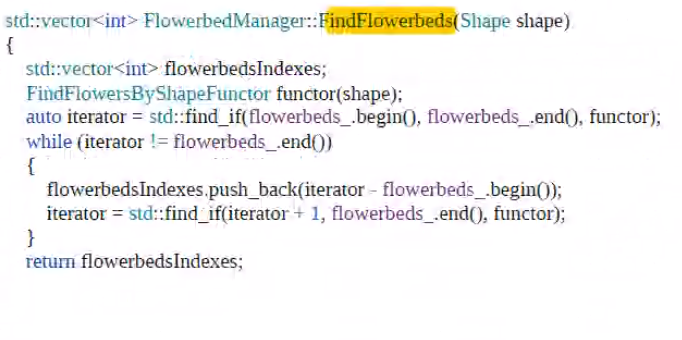 std::vector<int> FlowerbedManager::FindFlowerbeds(Shape shape)
{
std::vector<int> flowerbedsIndexes;
FindFlowersByShapeFunctor functor(shape);
auto iterator = std::find_if(flowerbeds_.begin(), flowerbeds_.end(), functor);
while (iterator != flowerbeds_.end())
{
flowerbedsIndexes.push_back(iterator - flowerbeds_.begin());
iterator = std::find_if(iterator + 1, flowerbeds_.end(), functor);
}
return flowerbedsIndexes;